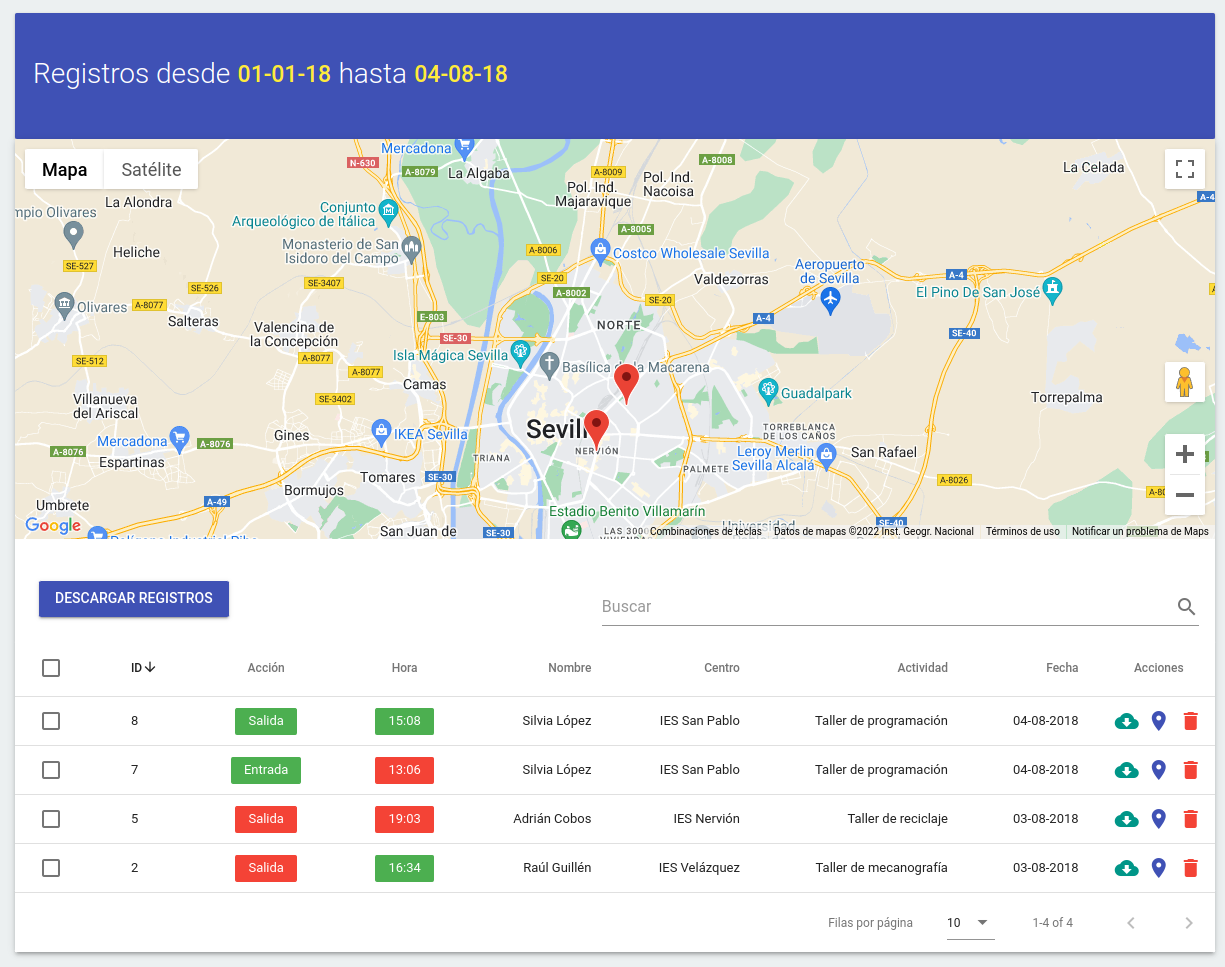 Registros desde 01-01-18 hasta 04-08-18
Mapa Satélite
Mercadona
N-630
A-8079
La Algaba
A-8009
A-8008
La Celada
Pol. Ind.
Majaravique
Pol. Ind.
Nacoisa
A-4
mpio Olivares
La Alondra
Conjunto
Arqueológico de Itálica
A-8005
Heliche
Monasterio de San
Isidoro del Campo
A-8006
Costco Wholesale Sevilla
SE-527
Aeropuerto
de Sevilla
A-4
SE-526
SE-3407
SE-20
Valdezorras
El Pino De San José
Olivares
A-8077
A-8002
SE-20
Salteras
E-803
A-4
Valencina de
la Concepción
NORTE
SE-30
SE-40
SE-512
A-8077
Isla Mágica Sevilla
Basílica de la Macarena
A-8077
Camas
Guadalpark
Villanueva
del Ariscal
SE-3402
Torrepalma
Mercadona
A-8076
A-8076
Gines
IKEA Sevilla
Sevill
NERVIÓN
TORREBLANCA
DE LOS CAÑOS
Espartinas
TRIANA
PALMETE
Leroy Merlin
Sevilla Alcalá
San Rafael
Tomares
SE-30
A-8026
Bormujos
Umbrete
A-49
Estadio Benito Villamarín
Google
San Juan de
SE-30
LAS 3000
VIVIENDAS
Universidad
SE-40
Polígono Industrial Pibo
Combinaciones de teclas
Datos de mapas ©2022 Inst. Geogr. Nacional
Términos de uso
Notificar un problema de Maps
DESCARGAR REGISTROS
Buscar
ID Acción Hora Nombre Centro Actividad Fecha Acciones
8 Salida 15:08 Silvia López IES San Pablo Taller de programación 04-08-2018
7 Entrada 13:06 Silvia López IES San Pablo Taller de programación 04-08-2018
5 Salida 19:03 Adrián Cobos IES Nervión Taller de reciclaje 03-08-2018
2 Salida 16:34 Raúl Guillén IES Velázquez Taller de mecanografía 03-08-2018
Filas por página 10 1-4 of 4